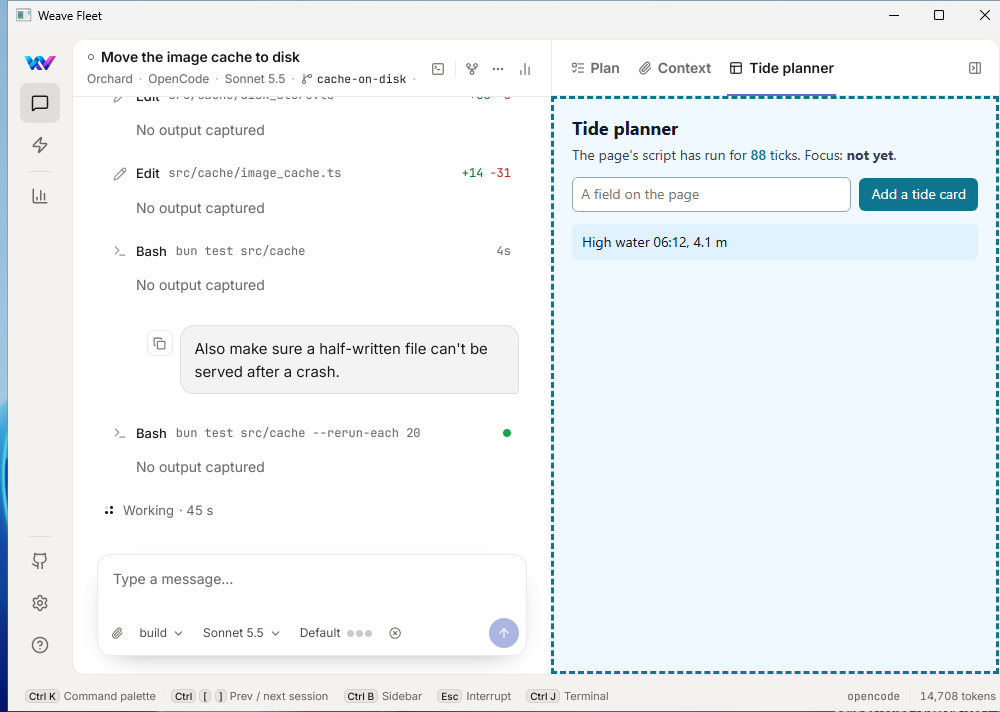 Weave Fleet
Move the image cache to disk
Orchard · OpenCode · Sonnet 5.5 · cache-on-disk ·
Plan
Context
Tide planner
Edit src/cache/disk_store.ts
No output captured
Edit src/cache/image_cache.ts +14 -31
No output captured
>_ Bash bun test src/cache 4s
No output captured
Also make sure a half-written file can't be
served after a crash.
>_ Bash bun test src/cache --rerun-each 20
No output captured
Working · 45 s
Type a message...
build
Sonnet 5.5
Default
Tide planner
The page's script has run for 88 ticks. Focus: not yet.
A field on the page
Add a tide card
High water 06:12, 4.1 m
Ctrl K Command palette
Ctrl [ ] Prev / next session
Ctrl B Sidebar
Esc Interrupt
Ctrl J Terminal
opencode
14,708 tokens